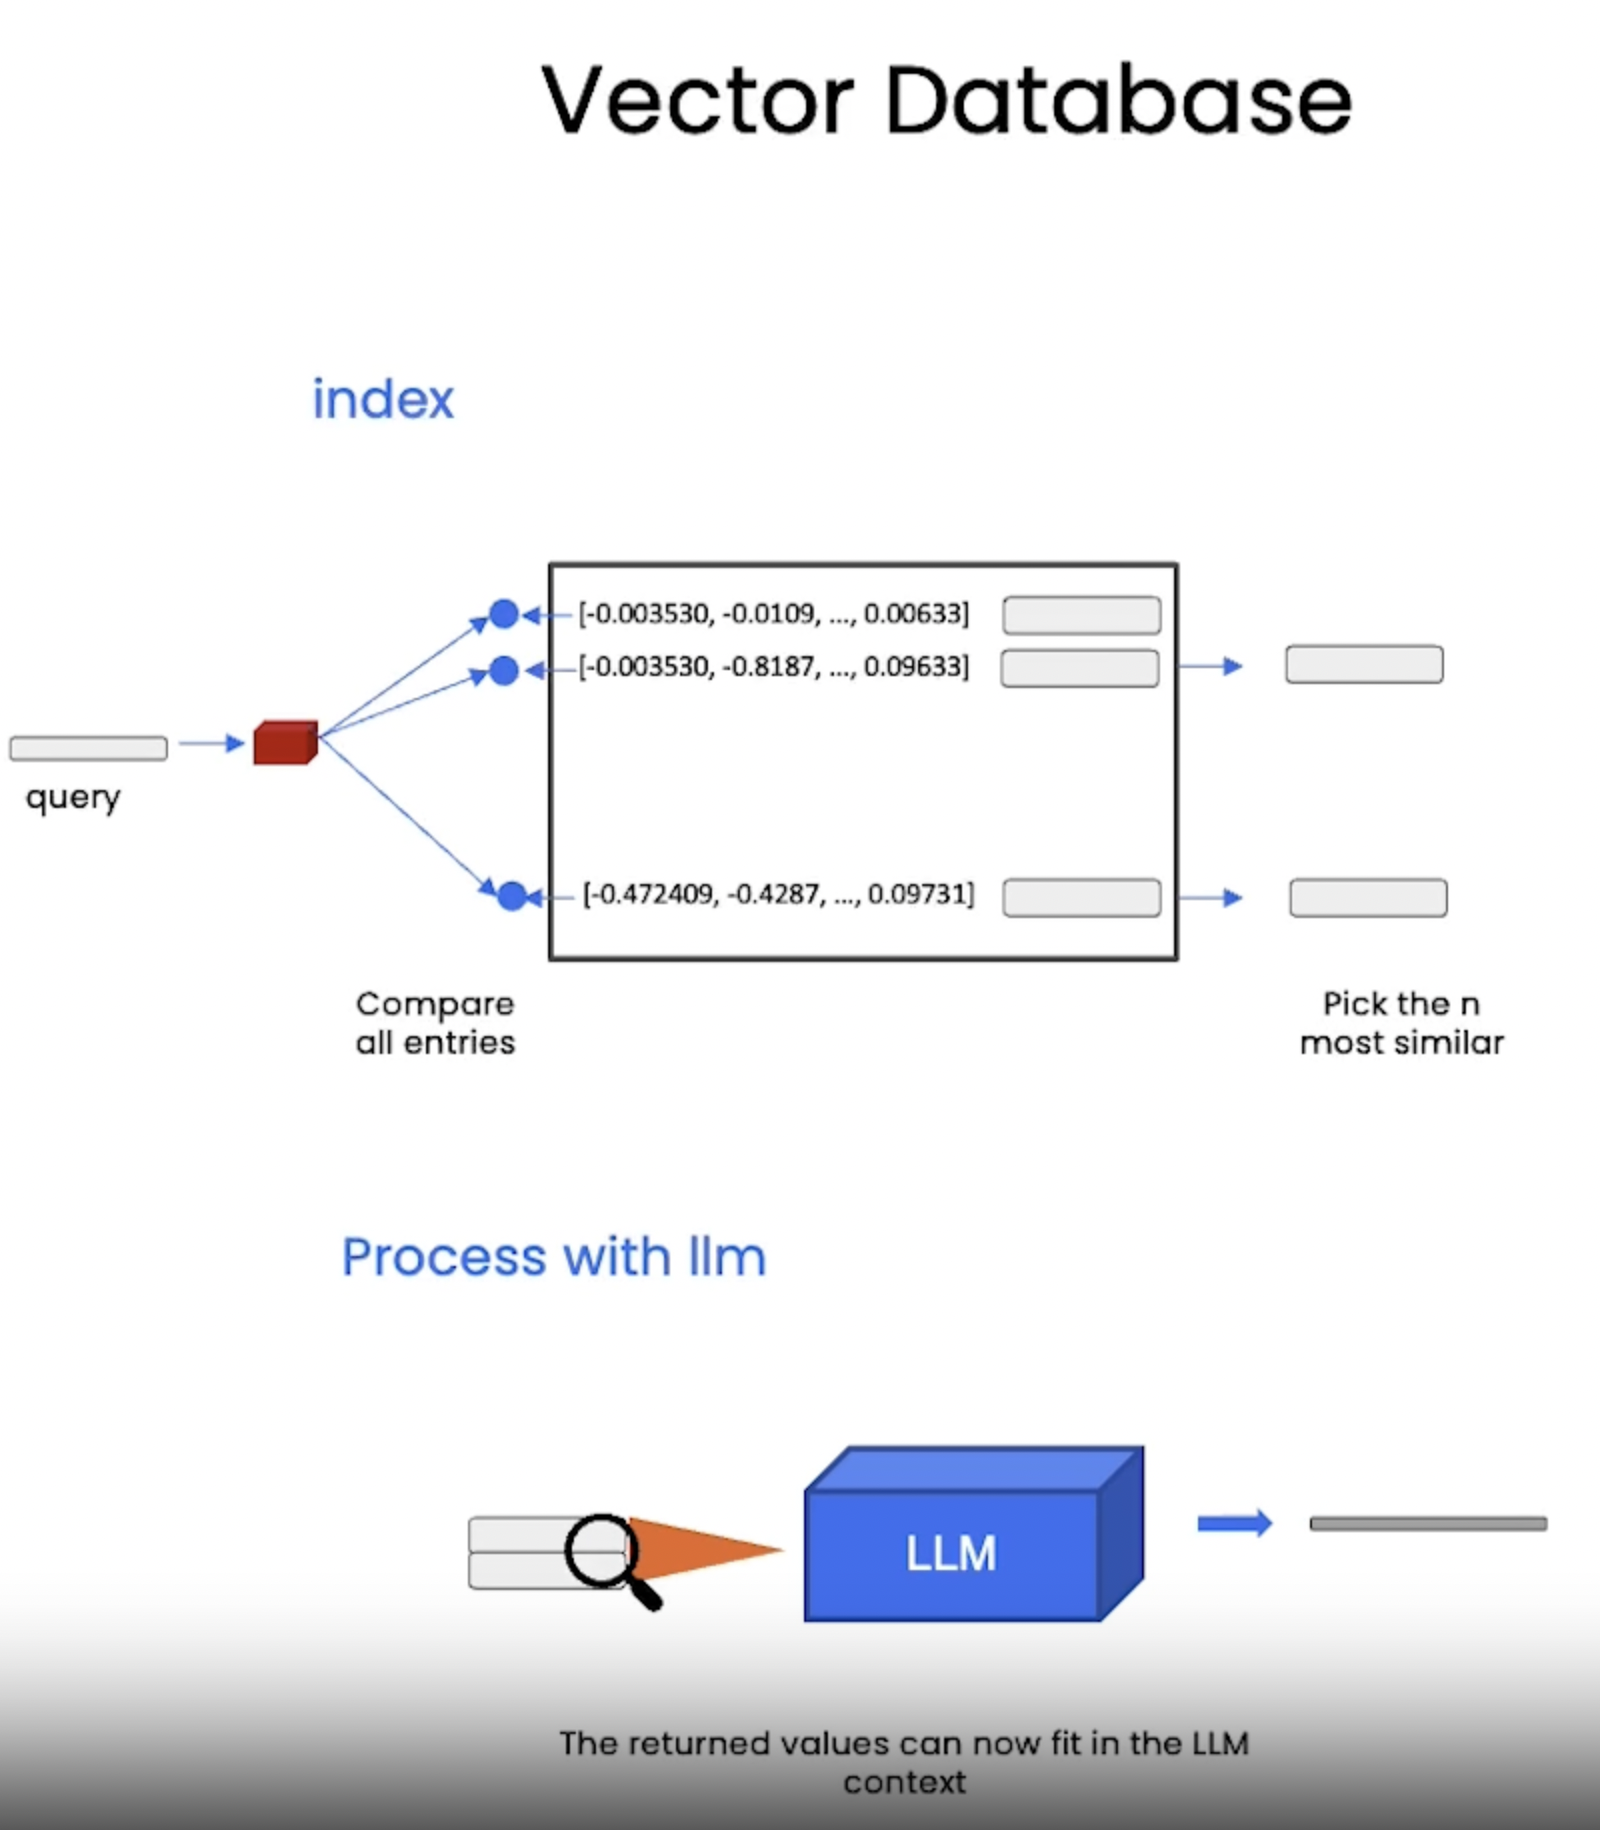 Vector Database
index
[-0.003530, -0.0109, ..., 0.00633]
[-0.003530, -0.8187, ..., 0.09633]
query
[-0.472409, -0.4287, ..., 0.09731]
Compare
all entries
Pick the n
most similar
Process with llm
LLM
The returned values can now fit in the LLM
context